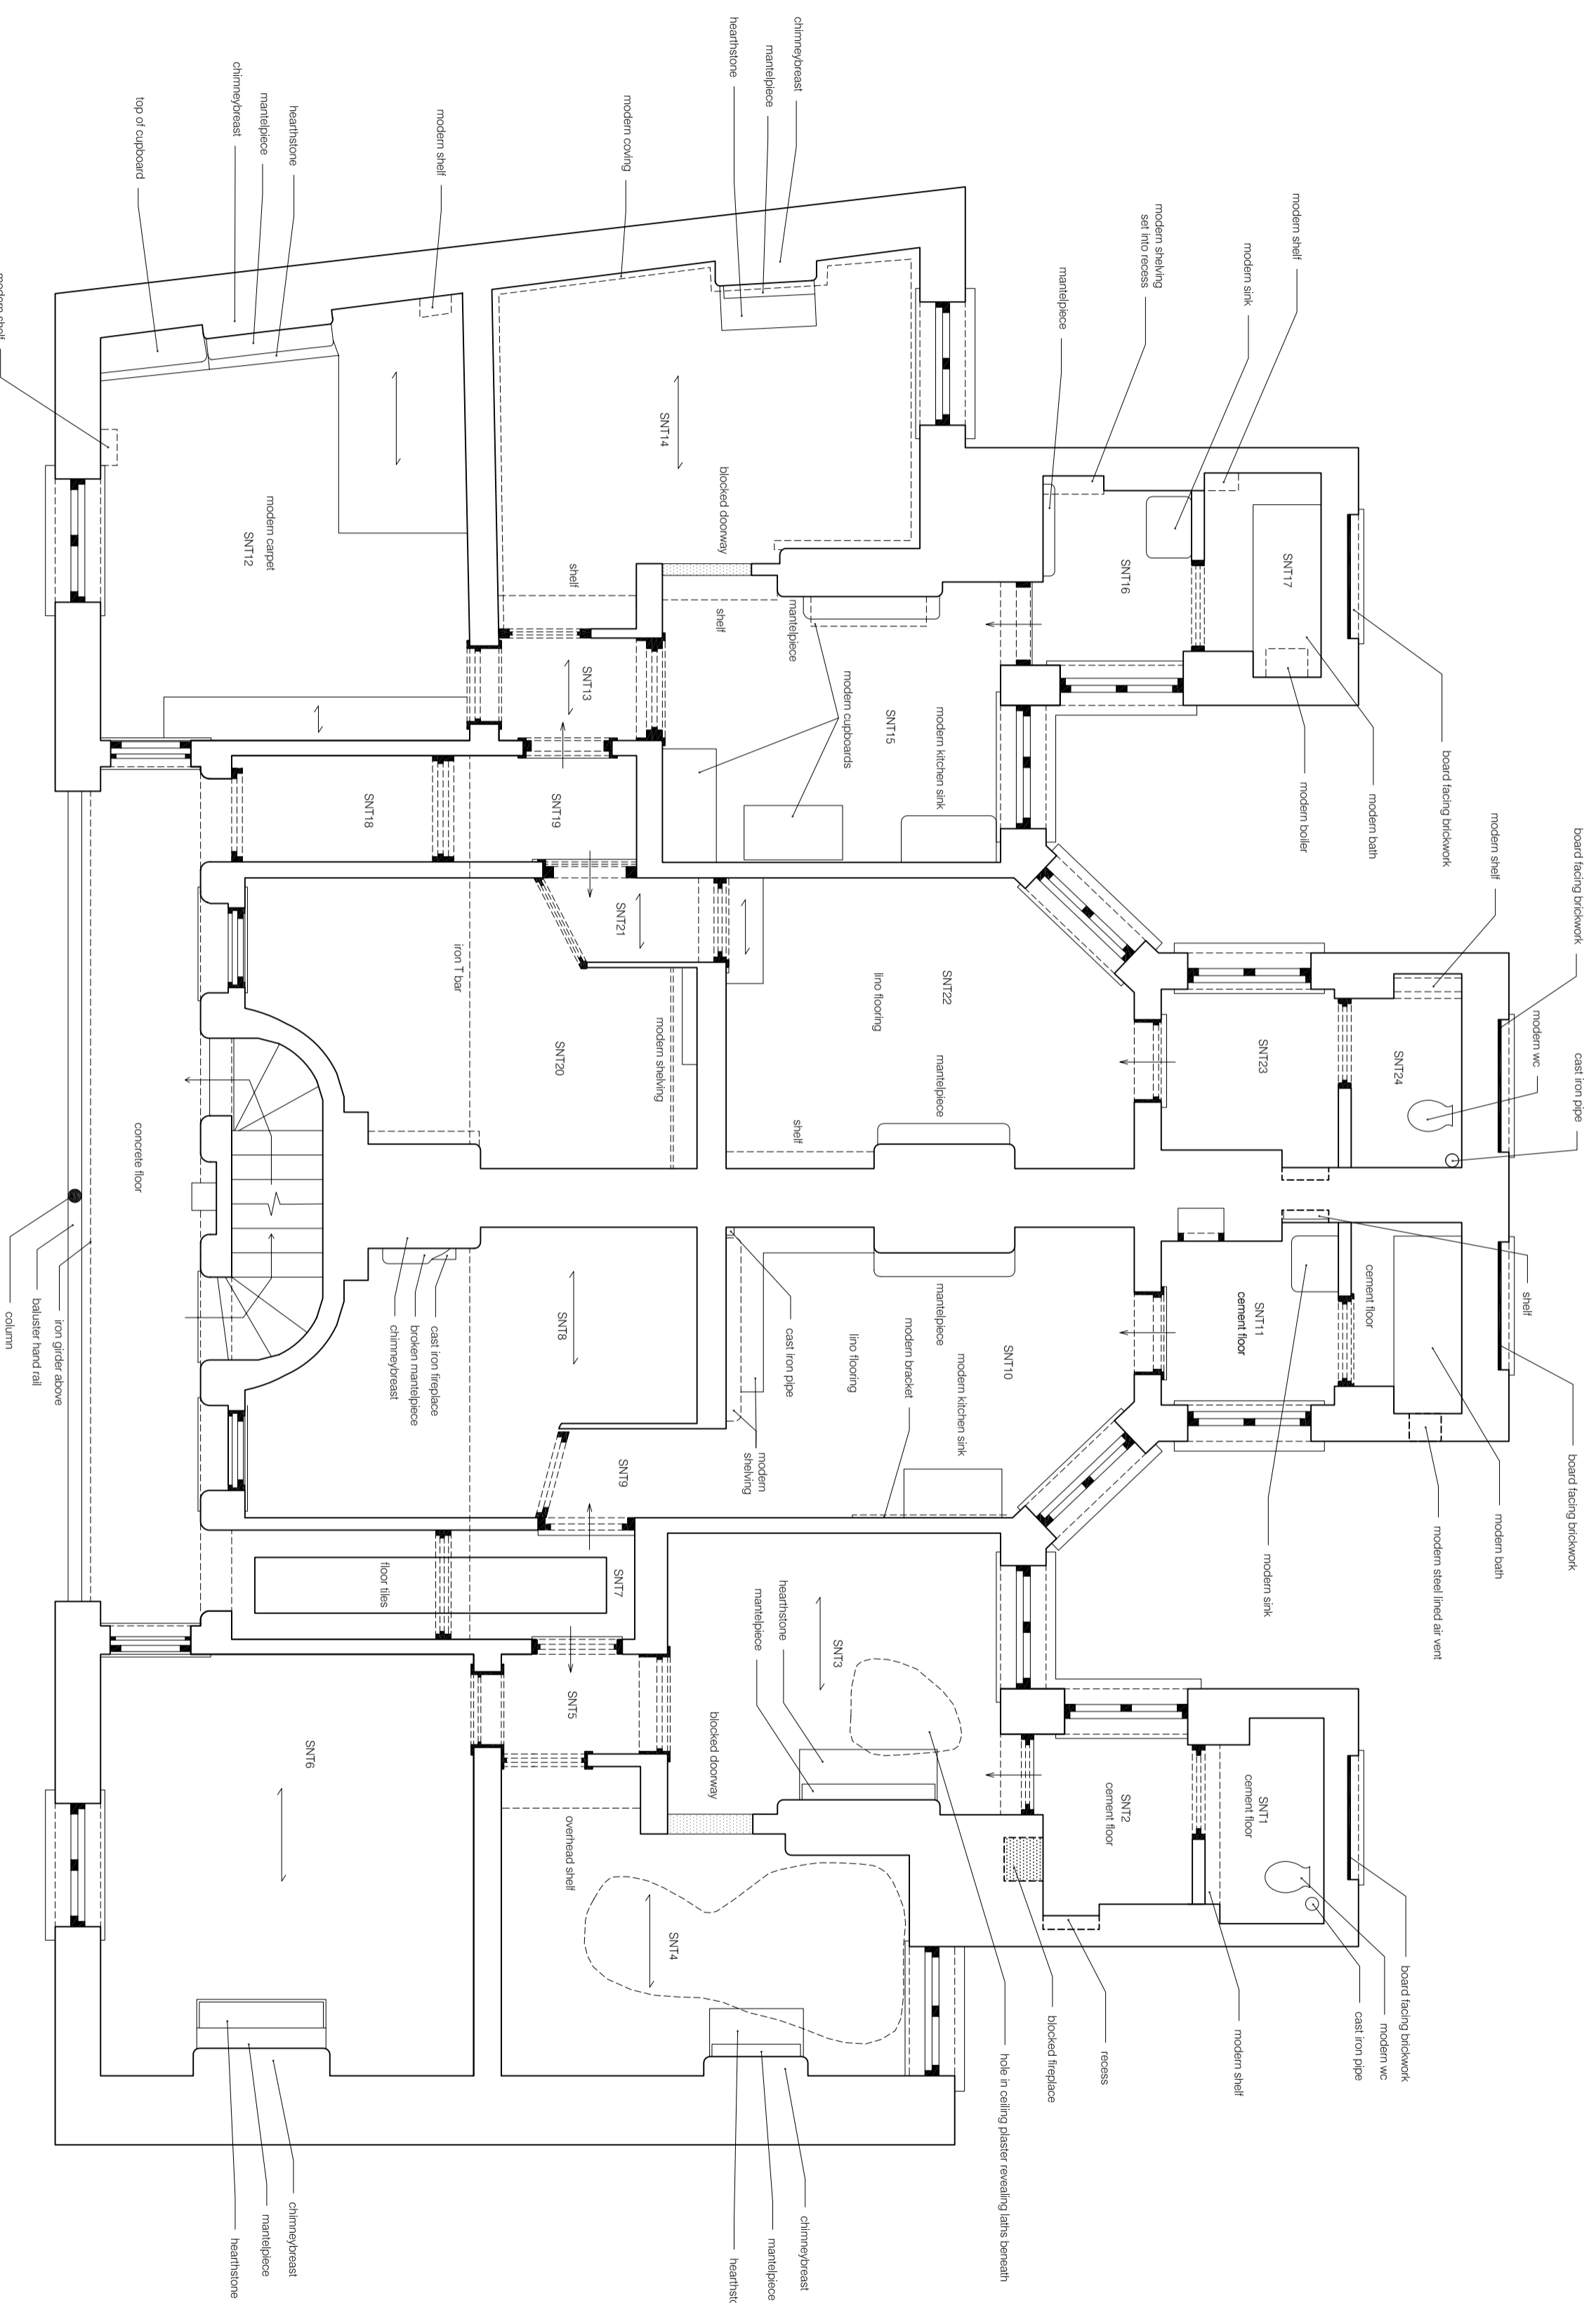 chimneybreast
mantelpiece
hearthstone
modern coving
modern shelf
hearthstone
mantelpiece
chimneybreast
top of cupboard
modern shelf
modern shelf
modern sink
modern shelving
set into recess
mantelpiece
board facing brickwork
modern bath
modern boiler
SNT17
SNT16
SNT14
blocked doorway
shelf
shelf
mantelpiece
modern cupboards
SNT15
modern kitchen sink
modern carpet
SNT12
SNT13
SNT18
SNT19
SNT21
iron T bar
SNT20
modern shelving
SNT22
lino flooring
mantelpiece
shelf
SNT23
SNT24
board facing brickwork
modern shelf
modern wc
cast iron pipe
concrete floor
column
baluster hand rail
iron girder above
cast iron fireplace
broken mantelpiece
chimneybreast
SNT8
cast iron pipe
modern
shelving
SNT9
SNT10
lino flooring
mantelpiece
modern bracket
modern kitchen sink
SNT11
cement floor
cement floor
shelf
board facing brickwork
modern bath
modern steel lined air vent
modern sink
floor tiles
SNT7
SNT5
SNT6
SNT3
hearthstone
mantelpiece
blocked doorway
overhead shelf
SNT4
SNT2
cement floor
SNT1
cement floor
board facing brickwork
modern wc
cast iron pipe
modern shelf
recess
blocked fireplace
hole in ceiling plaster revealing laths beneath
chimneybreast
mantelpiece
hearthsto
chimneybreast
mantelpiece
hearthstone